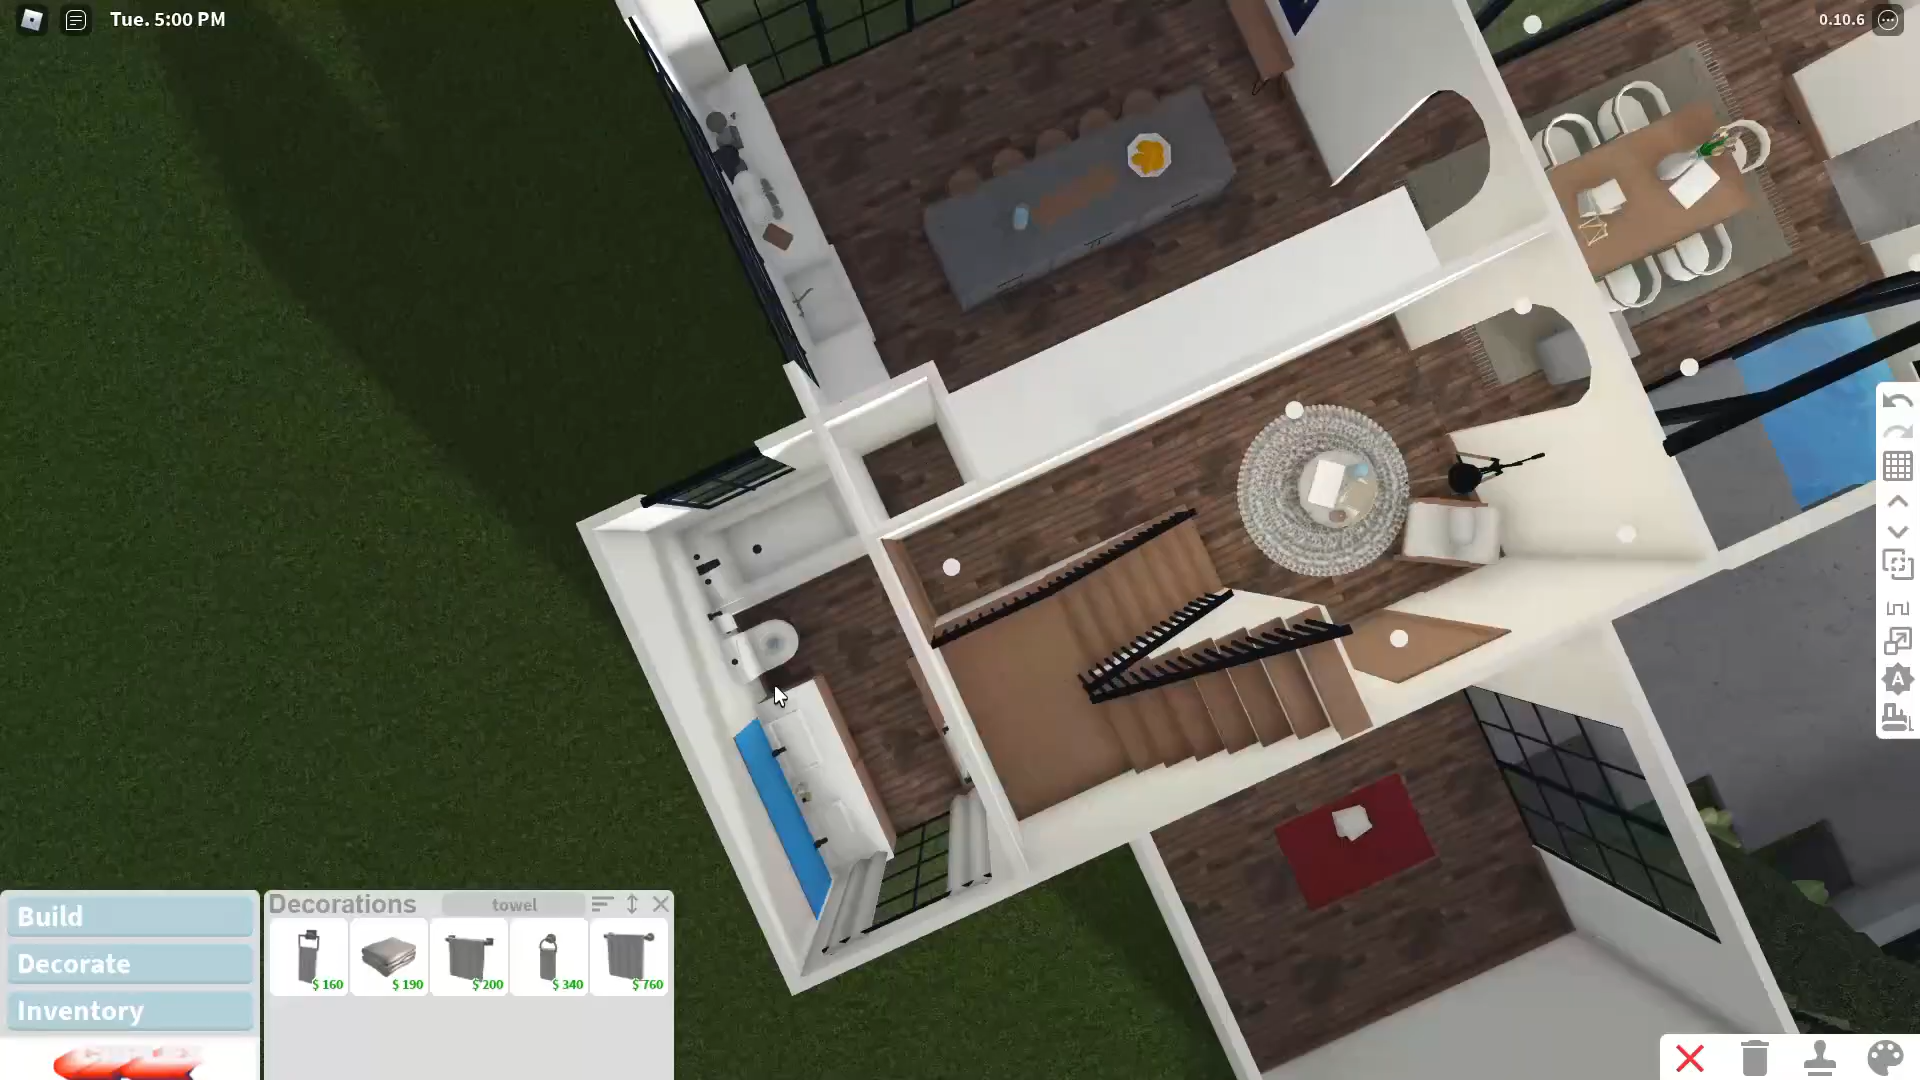 Tue. 5:00 PM
0.10.6
A
Build
Decorate
Inventory
Decorations
towel
$ 160
$ 190
$ 200
$ 340
$ 760